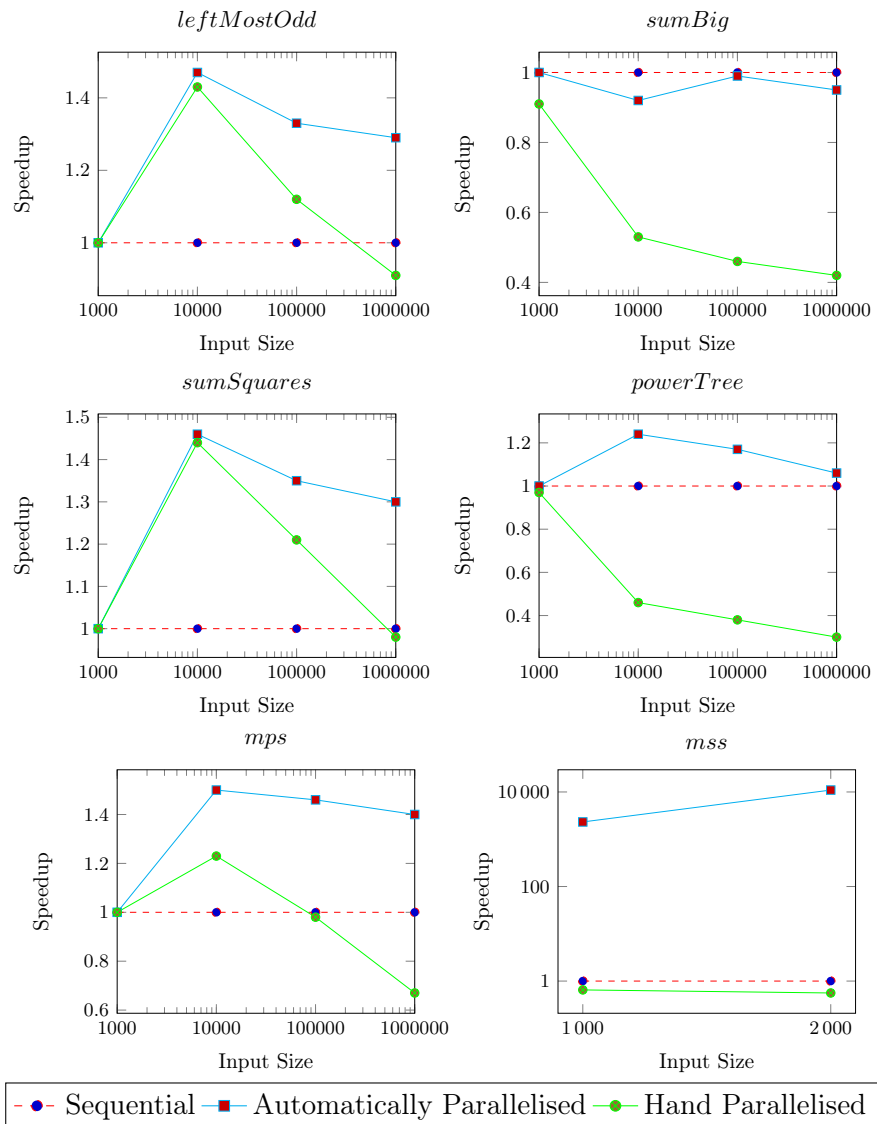 leftMostOdd
sumBig
1.4
1.2
1
Speedup
1000 10000 100000 1000000
Input Size
1
0.8
0.6
0.4
Speedup
1000 10000 100000 1000000
Input Size
sumSquares
powerTree
1.5
1.4
1.3
1.2
1.1
1
Speedup
1000 10000 100000 1000000
Input Size
1.2
1
0.8
0.6
0.4
Speedup
1000 10000 100000 1000000
Input Size
mps
mss
1.4
1.2
1
0.8
0.6
Speedup
1000 10000 100000 1000000
Input Size
10 000
100
1
Speedup
1 000 2 000
Input Size
Sequential Automatically Parallelised Hand Parallelised